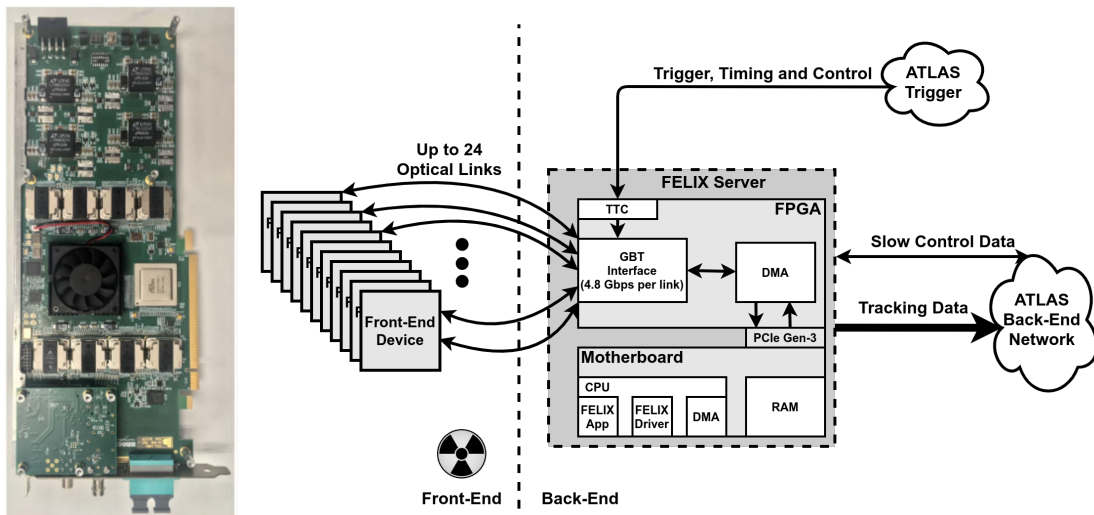 Trigger, Timing and Control
ATLAS
Trigger
Up to 24
Optical Links
FELIX Server
TTC
FPGA
GBT
Interface
(4.8 Gbps per link)
DMA
PCIe Gen-3
Slow Control Data
Tracking Data
ATLAS
Back-End
Network
Front-End
Device
Motherboard
CPU
FELIX
App
FELIX
Driver
DMA
RAM
Front-End
Back-End